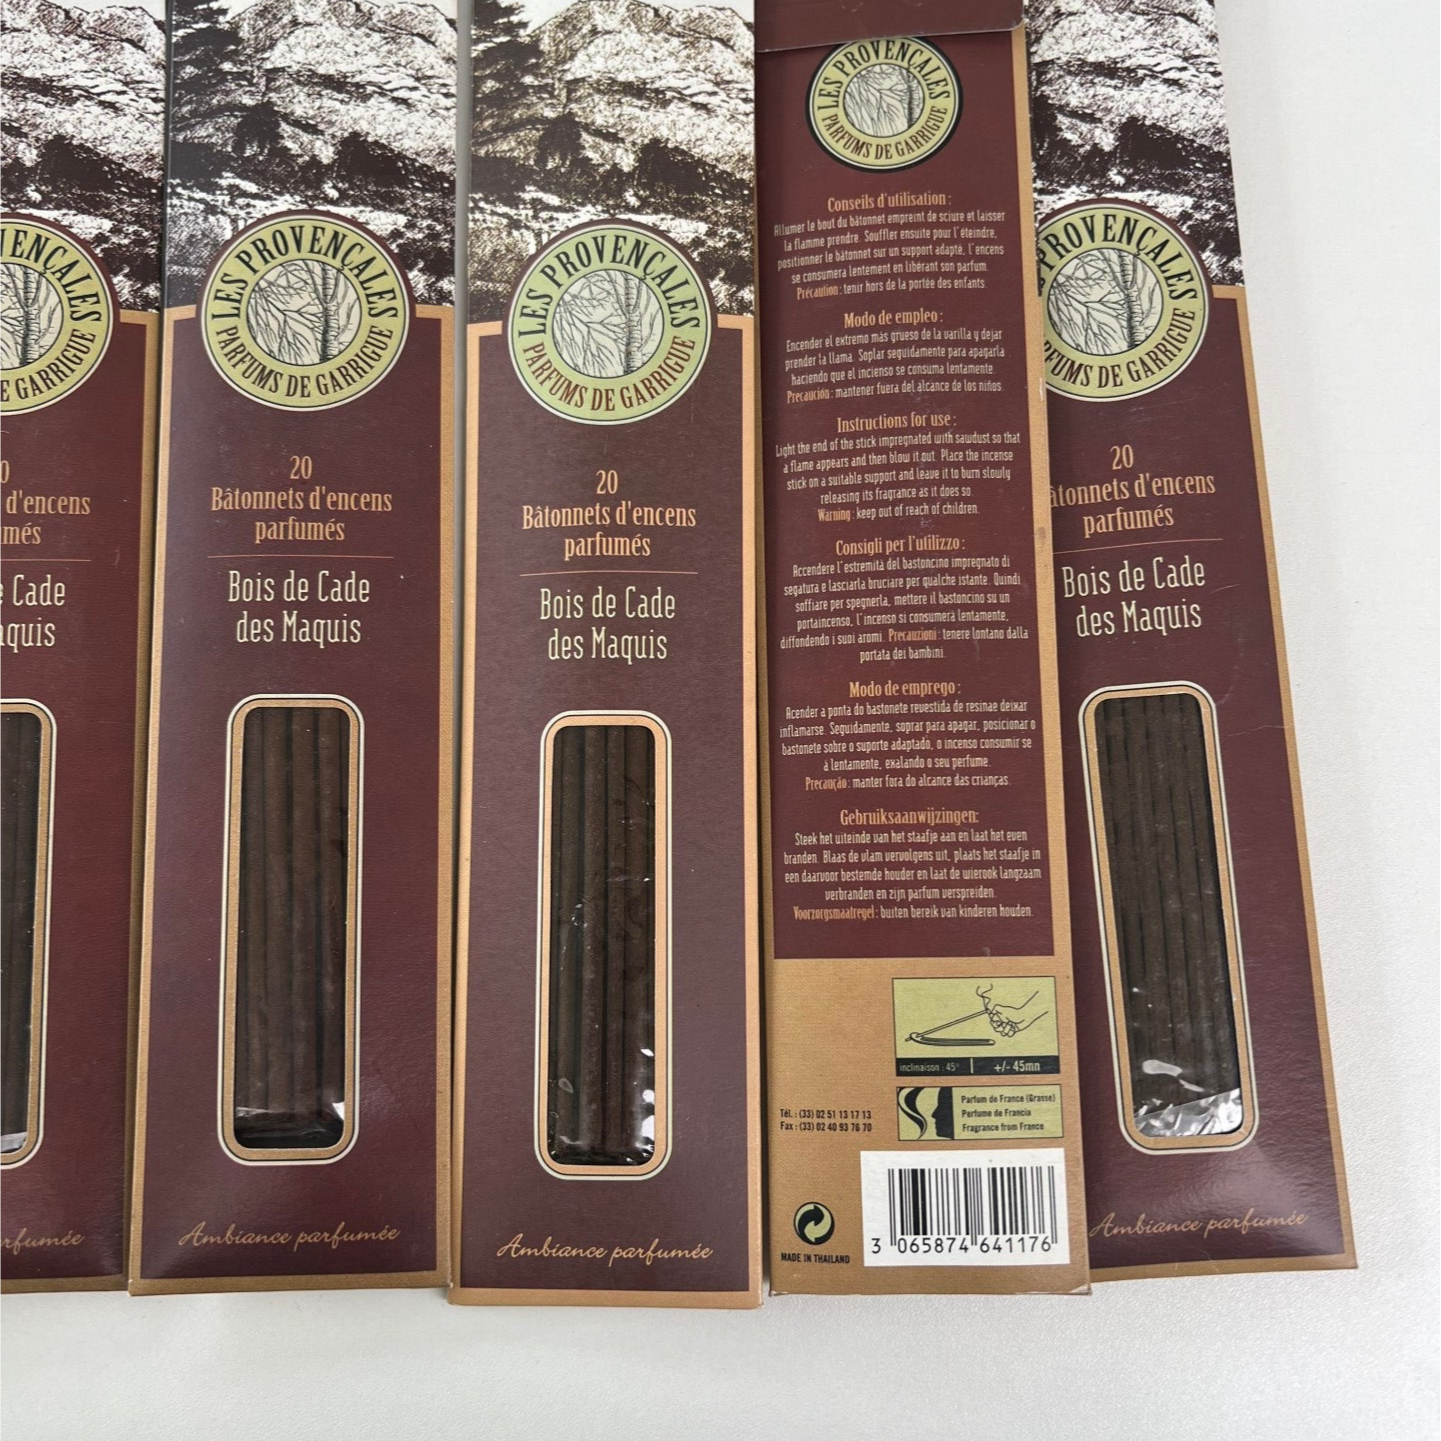 VENÇALES
E GARRIGUE
0
d'encens
més
Cade
quis
rfumée
LES PROVENÇALES
PARFUMS DE GARRIGUE
20
Bâtonnets d'encens
parfumés
Bois de Cade
des Maquis
Ambiance parfumée
LES PROVENÇALES
PARFUMS DE GARRIGUE
20
Bâtonnets d'encens
parfumés
Bois de Cade
des Maquis
Ambiance parfumée
LES PROVENÇALES
PARFUMS DE GARRIGUE
Conseils d'utilisation :
Allumer le bout du bâtonnet empreint de sciure et laisser
la flamme prendre. Souffler ensuite pour l'éteindre,
positionner le bâtonnet sur un support adapté, l'encens
se consumera lentement en libérant son parfum.
Précaution : tenir hors de la portée des enfants.
Modo de empleo :
Encender el extremo más grueso de la varilla y dejar
prender la llama. Soplar seguidamente para apagarla
haciendo que el incienso se consuma lentamente.
Precaución : mantener fuera del alcance de los niños.
Instructions for use :
Light the end of the stick impregnated with sawdust so that
a flame appears and then blow it out. Place the incense
stick on a suitable support and leave it to burn slowly
releasing its fragrance as it does so.
Warning : keep out of reach of children.
Consigli per l'utilizzo :
Accendere l'estremità del bastoncino impregnato di
segatura e lasciarla bruciare per qualche istante. Quindi
soffiare per spegnerla, mettere il bastoncino su un
portaincenso, l'incenso si consumerà lentamente,
diffondendo i suoi aromi. Precauzioni : tenere lontano dalla
portata dei bambini.
Modo de emprego :
Acender a ponta do bastonete revestida de resinae deixar
inflamarse. Seguidamente, soprar para apagar, posicionar o
bastonete sobre o suporte adaptado, o incenso consumir se
á lentamente, exalando o seu perfume.
Precaução : manter fora do alcance das crianças.
Gebruiksaanwijzingen:
Steek het uiteinde van het staafje aan en laat het even
branden. Blaas de vlam vervolgens uit, plaats het staafje in
een daarvoor bestemde houder en laat de wierook langzaam
verbranden en zijn parfum verspreiden.
Voorzorgsmaatregel : buiten bereik van kinderen houden.
inclinaison : 45° +/- 45mn
Parfum de France (Grasse)
Perfume de Francia
Fragrance from France
Tél. : (33) 02 51 13 17 13
Fax : (33) 02 40 93 76 70
MADE IN THAILAND
3 065874 641176
PROVENÇALES
FUMS DE GARRIGUE
20
âtonnets d'encens
parfumés
Bois de Cade
des Maquis
Ambiance parfumée